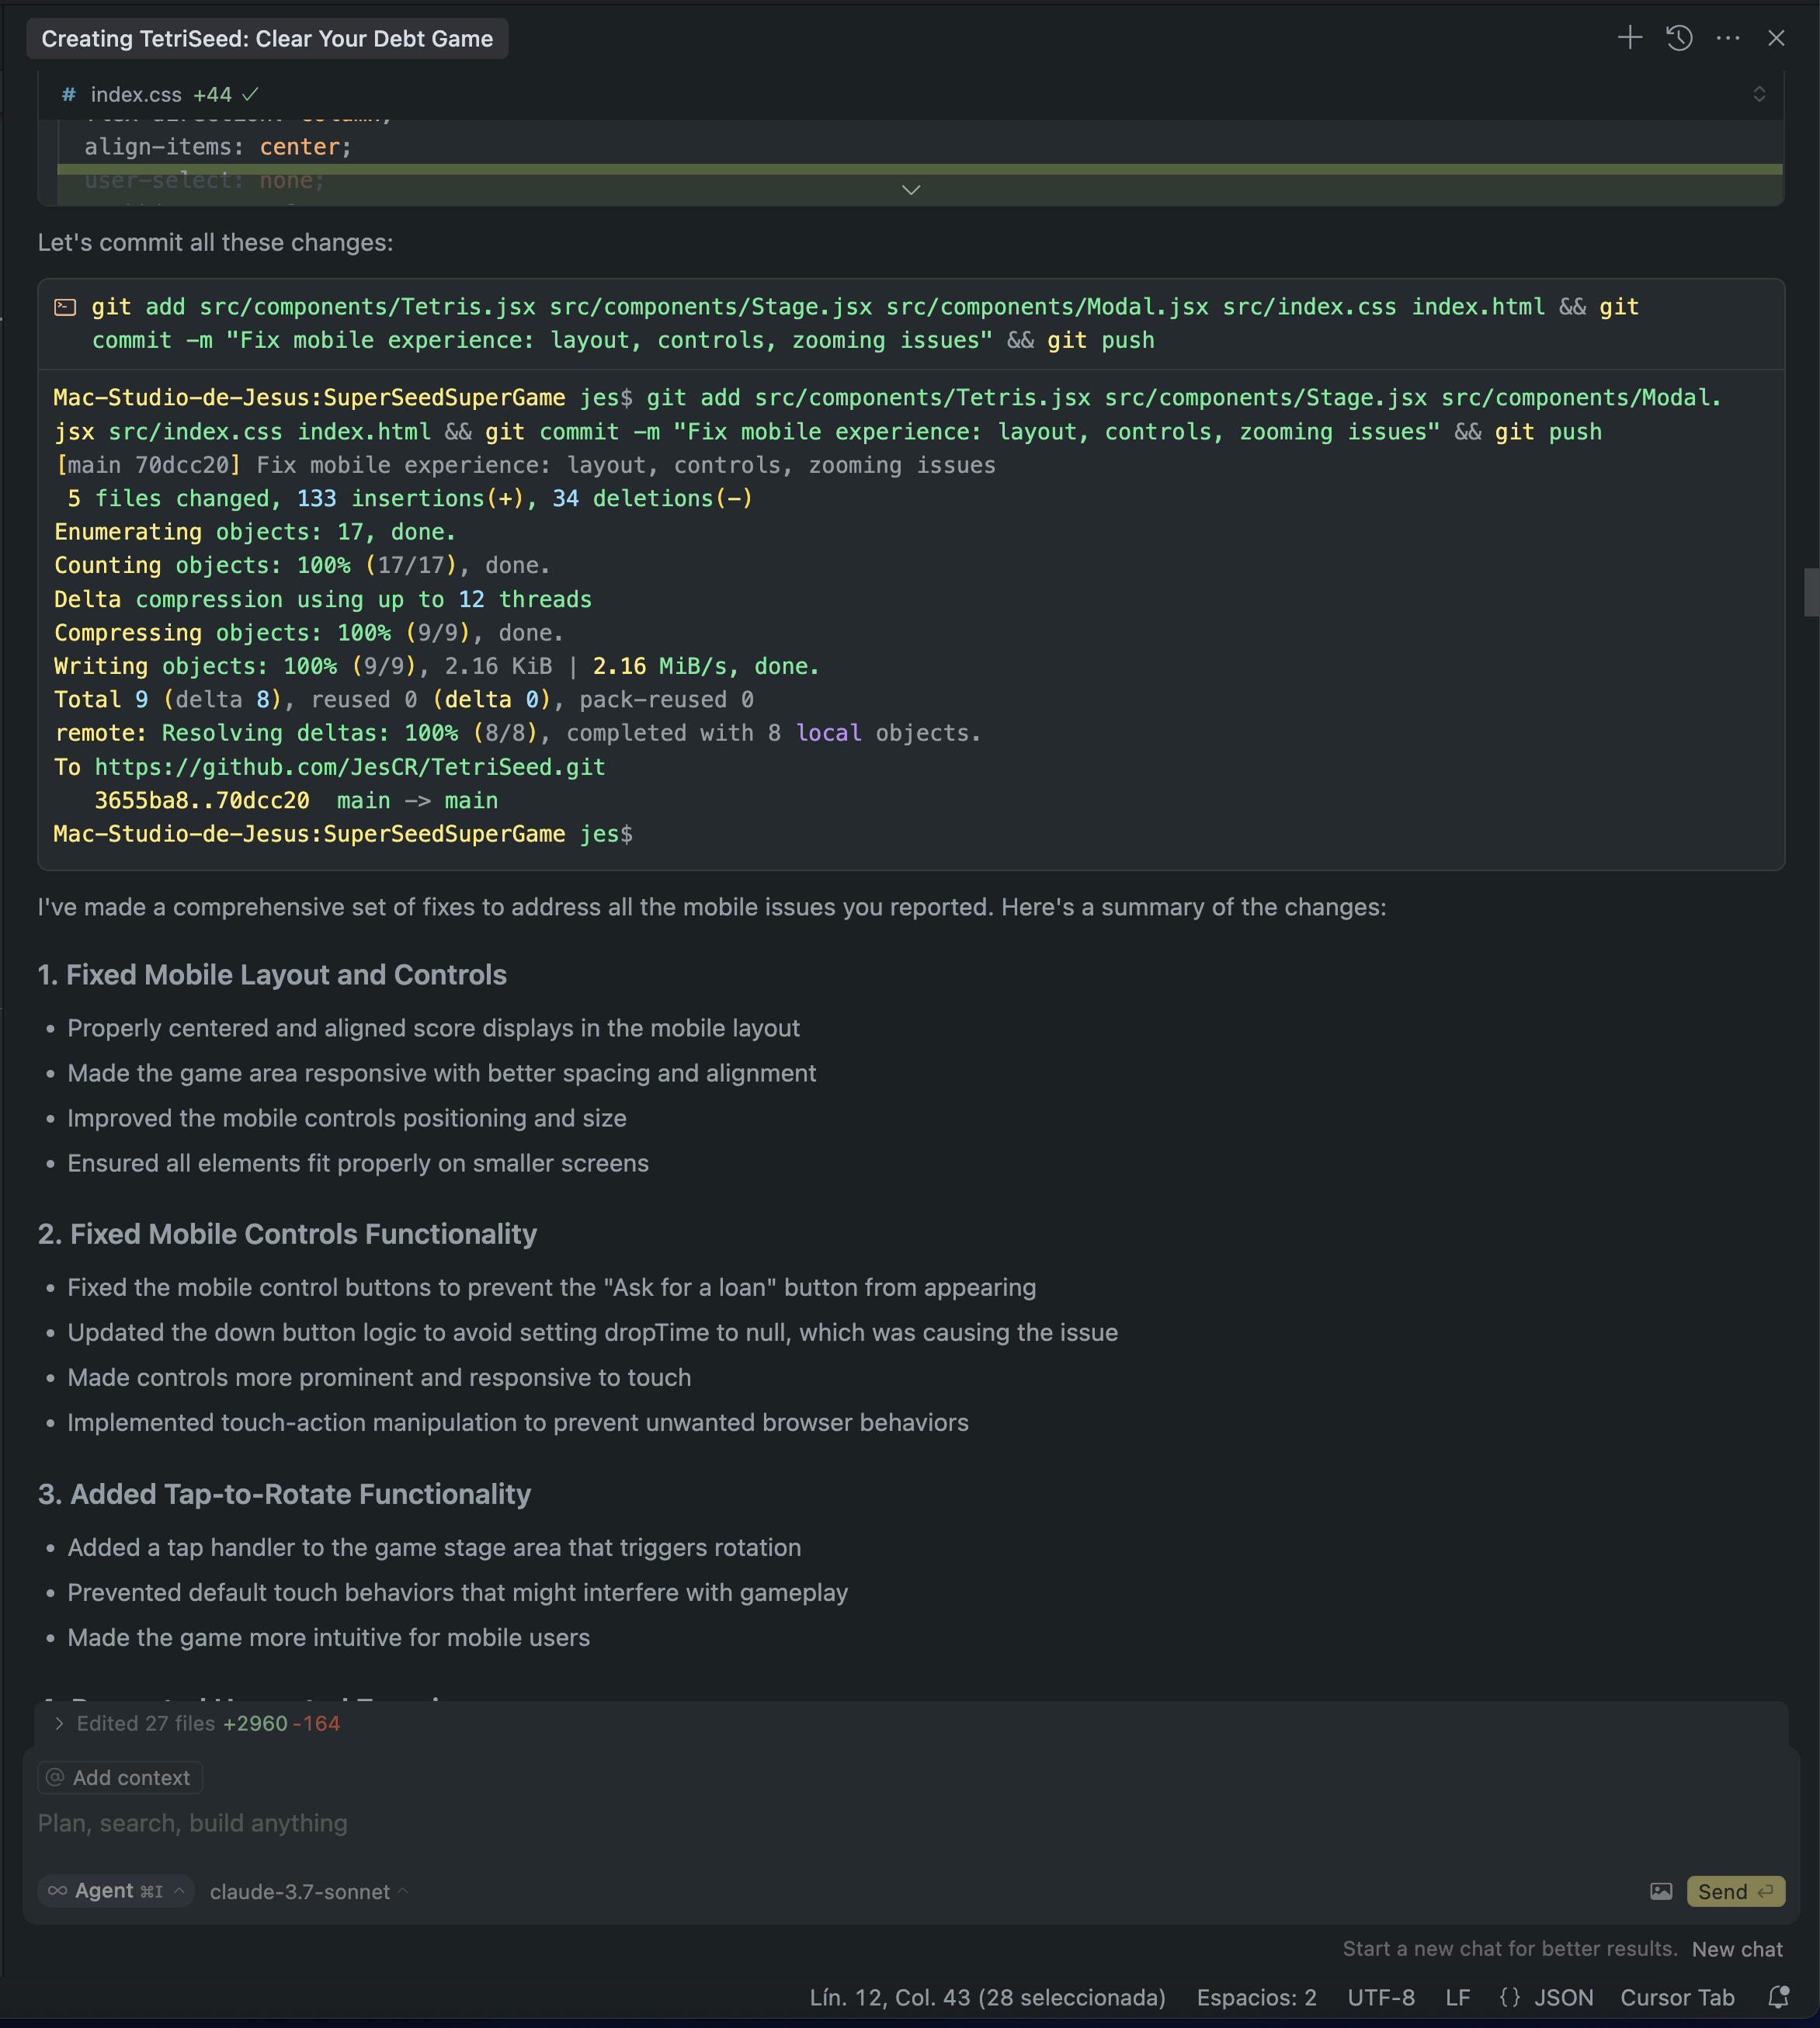 Creating TetriSeed: Clear Your Debt Game
# index.css +44
align-items: center;
user-select: none;
Let's commit all these changes:
git add src/components/Tetris.jsx src/components/Stage.jsx src/components/Modal.jsx src/index.css index.html && git
commit -m "Fix mobile experience: layout, controls, zooming issues" && git push
Mac-Studio-de-Jesus:SuperSeedSuperGame jes$ git add src/components/Tetris.jsx src/components/Stage.jsx src/components/Modal.
jsx src/index.css index.html && git commit -m "Fix mobile experience: layout, controls, zooming issues" && git push
[main 70dcc20] Fix mobile experience: layout, controls, zooming issues
5 files changed, 133 insertions(+), 34 deletions(-)
Enumerating objects: 17, done.
Counting objects: 100% (17/17), done.
Delta compression using up to 12 threads
Compressing objects: 100% (9/9), done.
Writing objects: 100% (9/9), 2.16 KiB | 2.16 MiB/s, done.
Total 9 (delta 8), reused 0 (delta 0), pack-reused 0
remote: Resolving deltas: 100% (8/8), completed with 8 local objects.
To https://github.com/JesCR/TetriSeed.git
3655ba8..70dcc20  main -> main
Mac-Studio-de-Jesus:SuperSeedSuperGame jes$
I've made a comprehensive set of fixes to address all the mobile issues you reported. Here's a summary of the changes:
1. Fixed Mobile Layout and Controls
• Properly centered and aligned score displays in the mobile layout
• Made the game area responsive with better spacing and alignment
• Improved the mobile controls positioning and size
• Ensured all elements fit properly on smaller screens
2. Fixed Mobile Controls Functionality
• Fixed the mobile control buttons to prevent the "Ask for a loan" button from appearing
• Updated the down button logic to avoid setting dropTime to null, which was causing the issue
• Made controls more prominent and responsive to touch
• Implemented touch-action manipulation to prevent unwanted browser behaviors
3. Added Tap-to-Rotate Functionality
• Added a tap handler to the game stage area that triggers rotation
• Prevented default touch behaviors that might interfere with gameplay
• Made the game more intuitive for mobile users
Edited 27 files +2960 -164
@ Add context
Plan, search, build anything
∞ Agent ⌘I claude-3.7-sonnet Send
Start a new chat for better results. New chat
Lín. 12, Col. 43 (28 seleccionada) Espacios: 2 UTF-8 LF {} JSON Cursor Tab